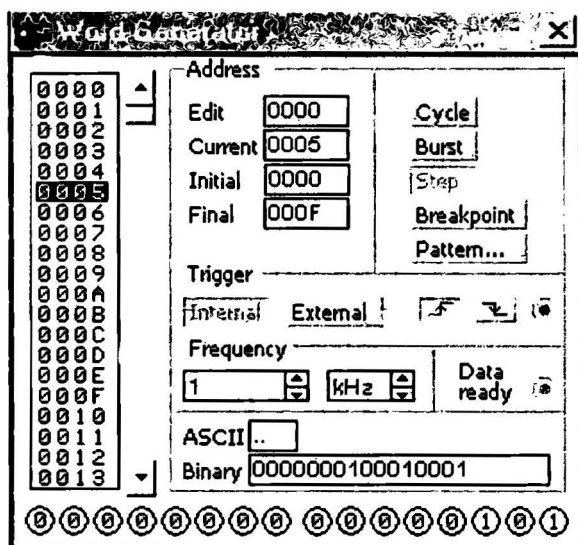 Word Generator
0000
0001
0002
0003
0004
0005
0006
0007
0008
0009
000A
000B
000C
000D
000E
000F
0010
0011
0012
0013
Address
Edit 0000
Current 0005
Initial 0000
Final 000F
Cycle
Burst
Step
Breakpoint
Pattern...
Trigger
Internal External
Frequency
1 kHz
Data
ready
ASCII ..
Binary 0000000100010001
0 0 0 0 0 0 0 0 0 0 0 0 0 1 0 1